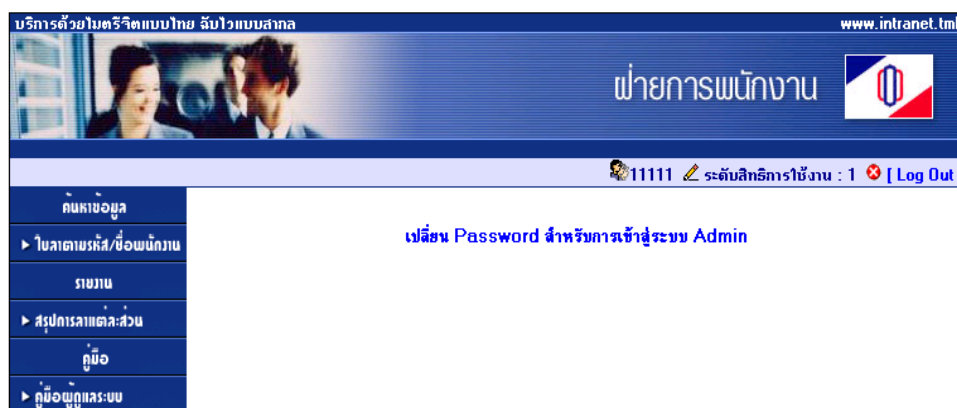 บริการด้วยไมตรีจิตแบบไทย ฉับไวแบบสากล
www.intranet.tmb
ฝ่ายการพนักงาน
11111 ระดับสิทธิการใช้งาน : 1 [ Log Out
ค้นหาข้อมูล
ใบลาตามรหัส/ชื่อพนักงาน
เปลี่ยน Password สำหรับการเข้าสู่ระบบ Admin
รายงาน
สรุปการลาแต่ละส่วน
คู่มือ
คู่มือผู้ดูแลระบบ